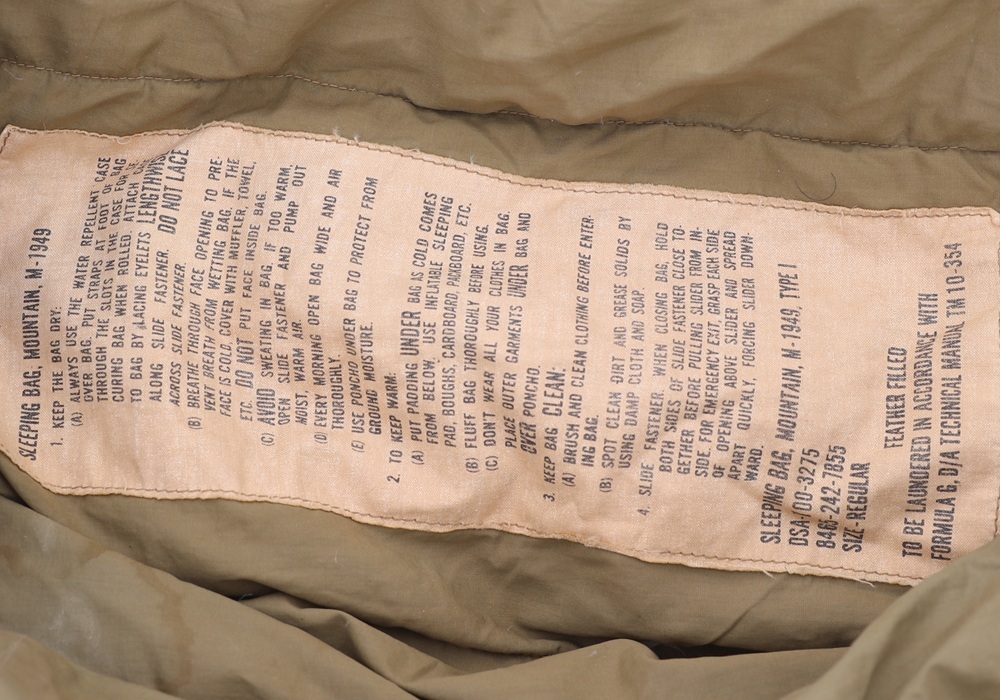 SLEEPING BAG, MOUNTAIN, M-1949
1. KEEP THE BAG DRY:
(A) ALWAYS USE THE WATER REPELLENT CASE
OVER BAG. PUT STRAPS AT FOOT OF CASE
THROUGH THE SLOTS IN THE CASE FOR
CURING BAG WHEN ROLLED. ATTACH
TO BAG BY LACING EYELETS LENGTHWISE
ALONG SLIDE FASTENER. DO NOT LACE
ACROSS SLIDE FASTENER.
(B) BREATHE THROUGH FACE OPENING TO PRE-
VENT BREATH FROM WETTING BAG. IF THE
FACE IS COLD COVER WITH MUFFLER, TOWEL,
ETC. DO NOT PUT FACE INSIDE BAG.
(C) AVOID SWEATING IN BAG. IF TOO WARM,
OPEN SLIDE FASTENER AND PUMP OUT
MOIST, WARM AIR.
(D) EVERY MORNING OPEN BAG WIDE AND AIR
THOROUGHLY.
(E) USE PONCHO UNDER BAG TO PROTECT FROM
GROUND MOISTURE.
2. TO KEEP WARM.
(A) PUT PADDING UNDER BAG AS COLD COMES
FROM BELOW. USE INFLATABLE SLEEPING
PAD, BOUGHS, CARDBOARD, PACKBOARD, ETC.
(B) FLUFF BAG THOROUGHLY BEFORE USING.
(C) DON'T WEAR ALL YOUR CLOTHES IN BAG.
PLACE OUTER GARMENTS UNDER BAG AND
OVER PONCHO.
3. KEEP BAG CLEAN:
(A) BRUSH AND CLEAN CLOTHING BEFORE ENTER-
ING BAG.
(B) SPOT CLEAN DIRT AND GREASE SOLIDS BY
USING DAMP CLOTH AND SOAP.
4. SLIDE FASTENER. WHEN CLOSING BAG, HOLD
BOTH SIDES OF SLIDE FASTENER CLOSE TO-
GETHER BEFORE PULLING SLIDER FROM IN-
SIDE. FOR EMERGENCY EXIT, GRASP EACH SIDE
OF OPENING ABOVE SLIDER AND SPREAD
APART QUICKLY, FORCING SLIDER DOWN-
WARD.
SLEEPING BAG, MOUNTAIN, M-1949, TYPE I
DSA-100-3275
8465-242-7855
SIZE-REGULAR
FEATHER FILLED
TO BE LAUNDERED IN ACCORDANCE WITH
FORMULA G, D/A TECHNICAL MANUAL TM 10-354